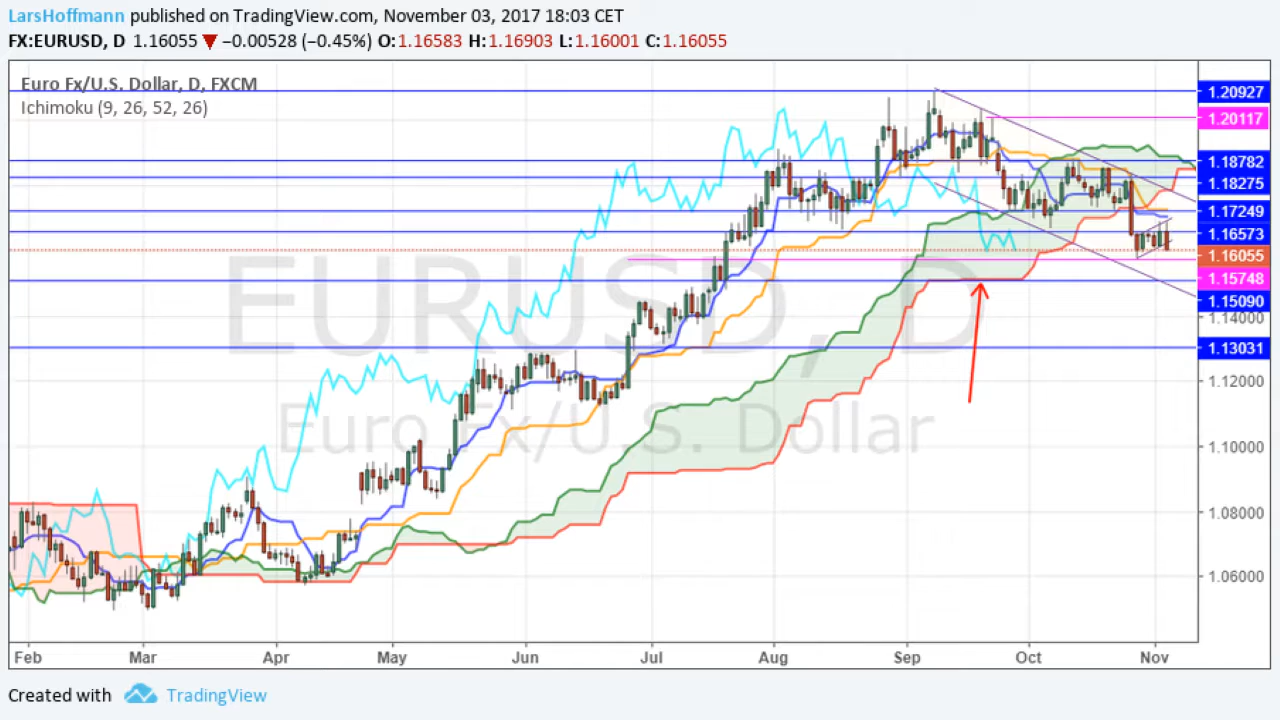 LarsHoffmann published on TradingView.com, November 03, 2017 18:03 CET
FX:EURUSD, D 1.16055 ▼ −0.00528 (−0.45%) O:1.16583 H:1.16903 L:1.16001 C:1.16055
Euro Fx/U.S. Dollar, D, FXCM
Ichimoku (9, 26, 52, 26)
EURUSD, D
Euro Fx/U.S. Dollar
1.20927
1.20117
1.18782
1.18275
1.17249
1.16573
1.16055
1.15748
1.15090
1.14000
1.13031
1.12000
1.10000
1.08000
1.06000
Feb Mar Apr May Jun Jul Aug Sep Oct Nov
Created with TradingView